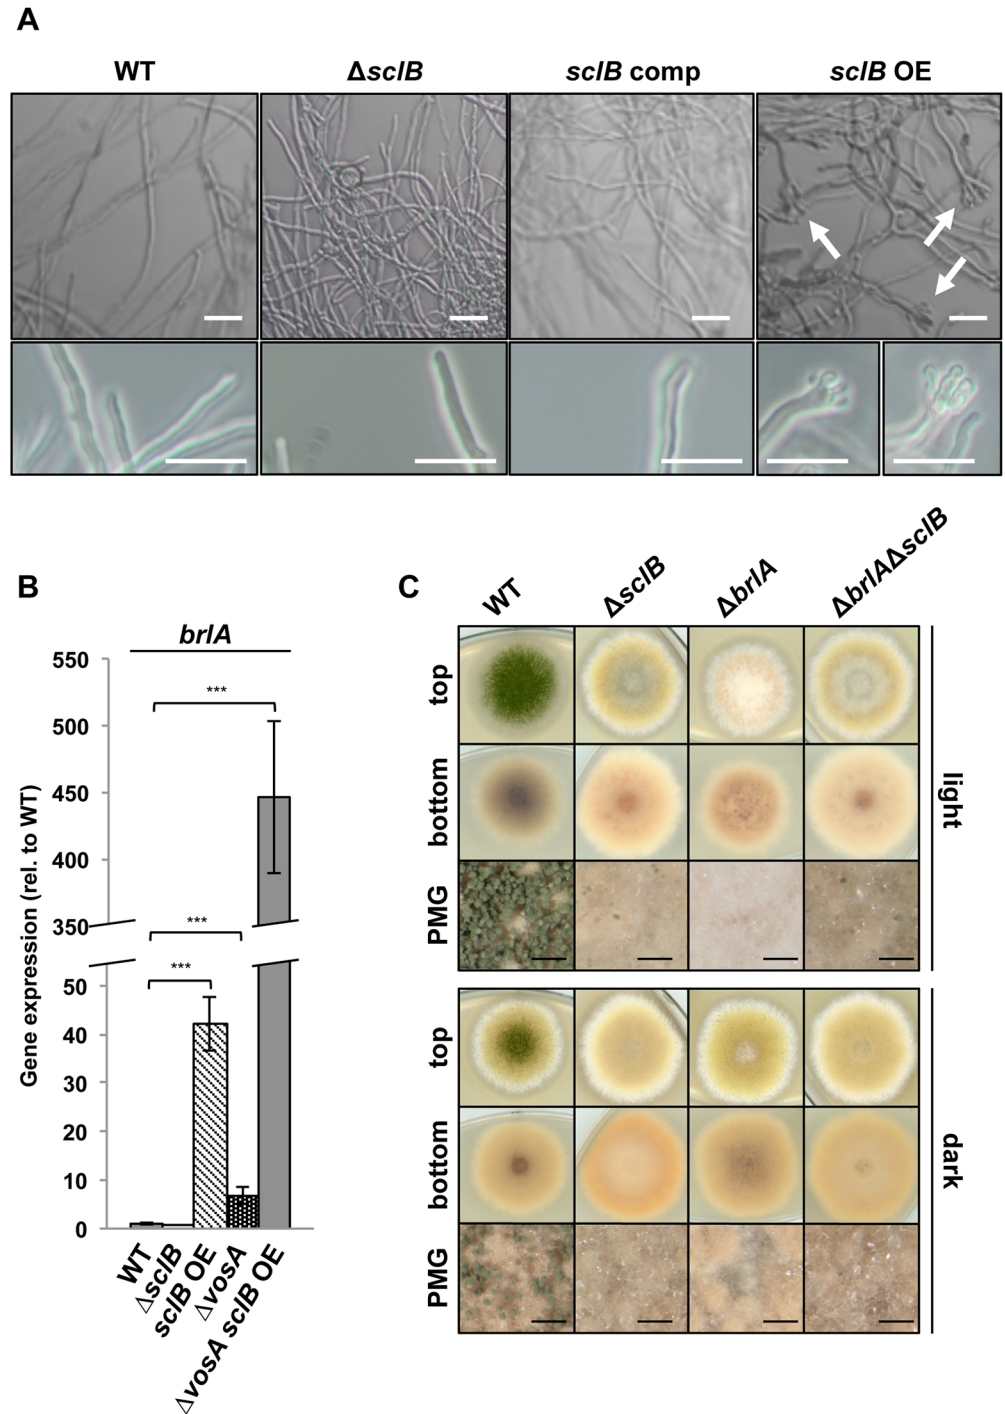 A
WT
ΔsclB
sclB comp
sclB OE
B
brlA
Gene expression (rel. to WT)
550
500
450
400
350
50
40
30
20
10
0
***
***
***
WT
ΔsclB
sclB OE
ΔvosA
ΔvosA sclB OE
C
WT
ΔsclB
ΔbrlA
ΔbrlAΔsclB
top
bottom
PMG
light
top
bottom
PMG
dark